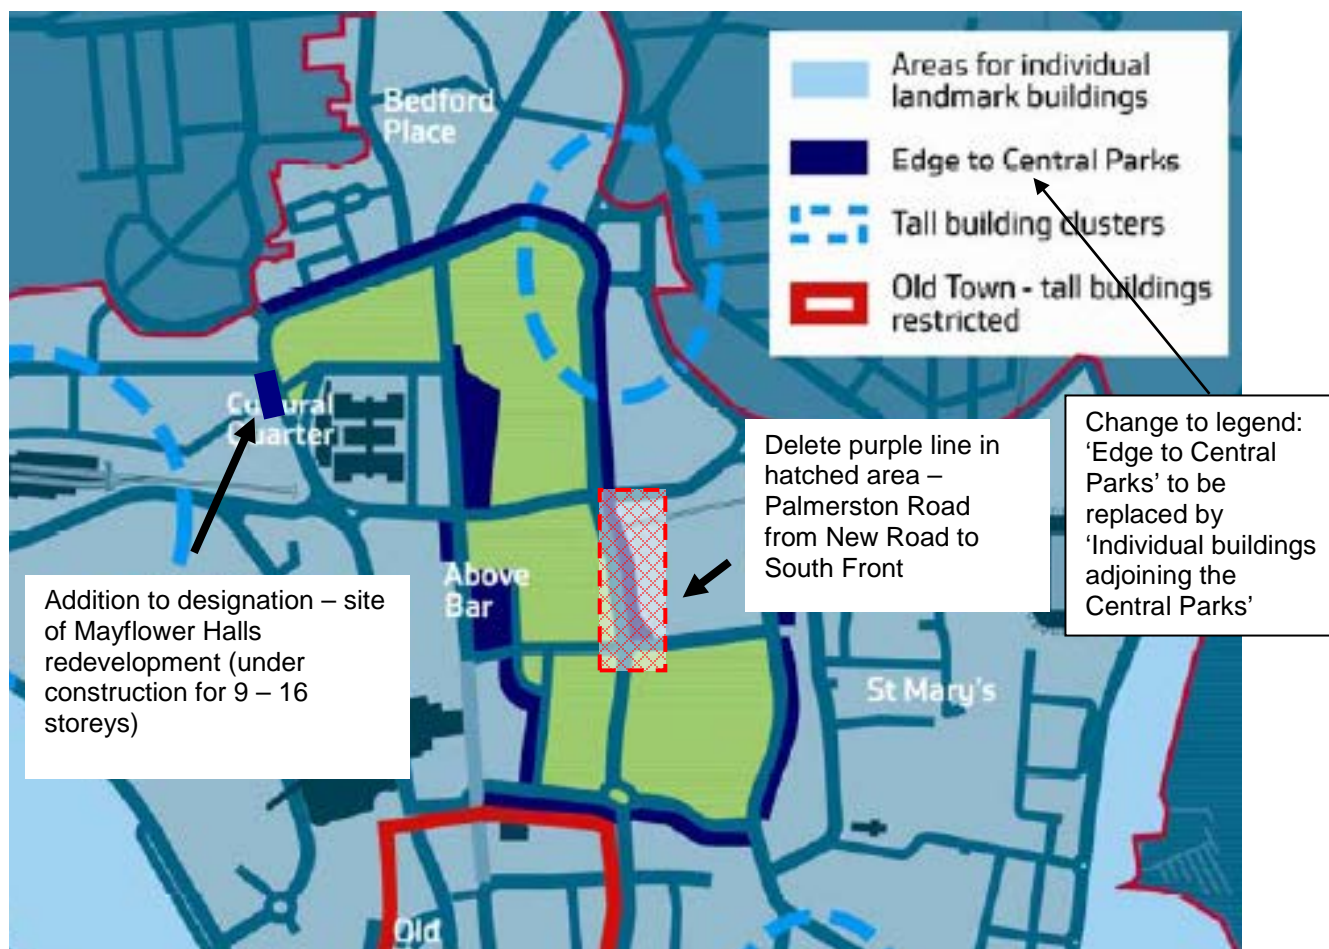 Bedford
Place
Areas for individual
landmark buildings
Edge to Central Parks
Tall building clusters
Old Town - tall buildings
restricted
Cultural
Quarter
Delete purple line in
hatched area –
Palmerston Road
from New Road to
South Front
Change to legend:
‘Edge to Central
Parks’ to be
replaced by
‘Individual buildings
adjoining the
Central Parks’
Above
Bar
Addition to designation – site
of Mayflower Halls
redevelopment (under
construction for 9 – 16
storeys)
St Mary's
Old